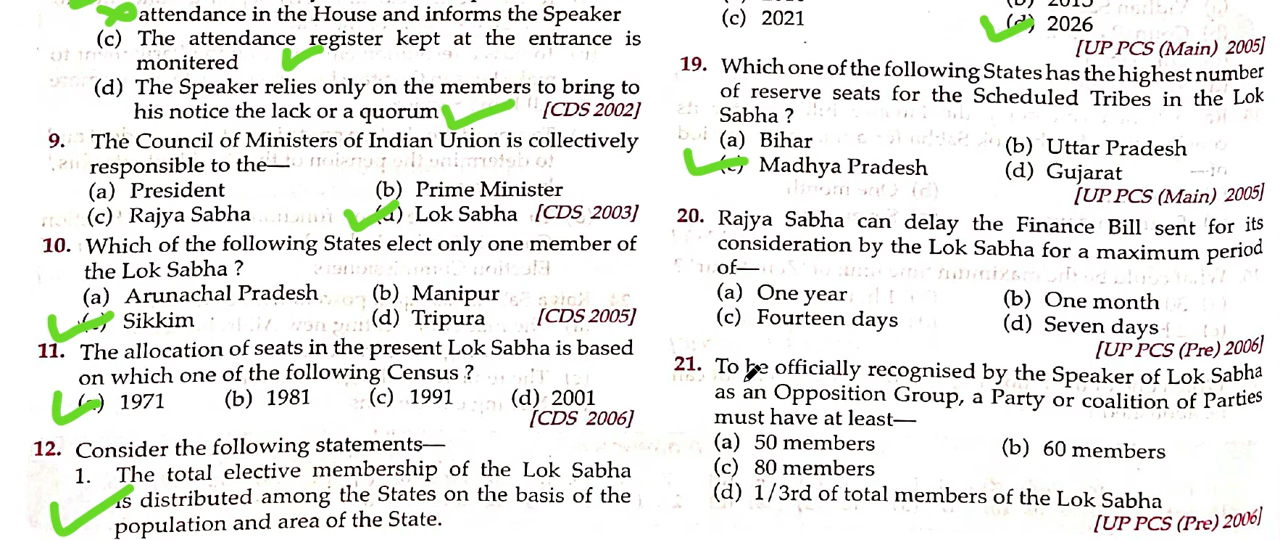 attendance in the House and informs the Speaker
(c) The attendance register kept at the entrance is
monitered
(d) The Speaker relies only on the members to bring to
his notice the lack or a quorum [CDS 2002]
9. The Council of Ministers of Indian Union is collectively
responsible to the—
(a) President (b) Prime Minister
(c) Rajya Sabha (d) Lok Sabha [CDS 2003]
10. Which of the following States elect only one member of
the Lok Sabha ?
(a) Arunachal Pradesh (b) Manipur
Sikkim (d) Tripura [CDS 2005]
11. The allocation of seats in the present Lok Sabha is based
on which one of the following Census ?
1971 (b) 1981 (c) 1991 (d) 2001
[CDS 2006]
12. Consider the following statements—
1. The total elective membership of the Lok Sabha
is distributed among the States on the basis of the
population and area of the State.
(b) 2015
(c) 2021 (d) 2026
[UP PCS (Main) 2005]
19. Which one of the following States has the highest number
of reserve seats for the Scheduled Tribes in the Lok
Sabha ?
(a) Bihar (b) Uttar Pradesh
(c) Madhya Pradesh (d) Gujarat
[UP PCS (Main) 2005]
20. Rajya Sabha can delay the Finance Bill sent for its
consideration by the Lok Sabha for a maximum period
of—
(a) One year (b) One month
(c) Fourteen days (d) Seven days
[UP PCS (Pre) 2006]
21. To be officially recognised by the Speaker of Lok Sabha
as an Opposition Group, a Party or coalition of Parties
must have at least—
(a) 50 members (b) 60 members
(c) 80 members
(d) 1/3rd of total members of the Lok Sabha
[UP PCS (Pre) 2006]